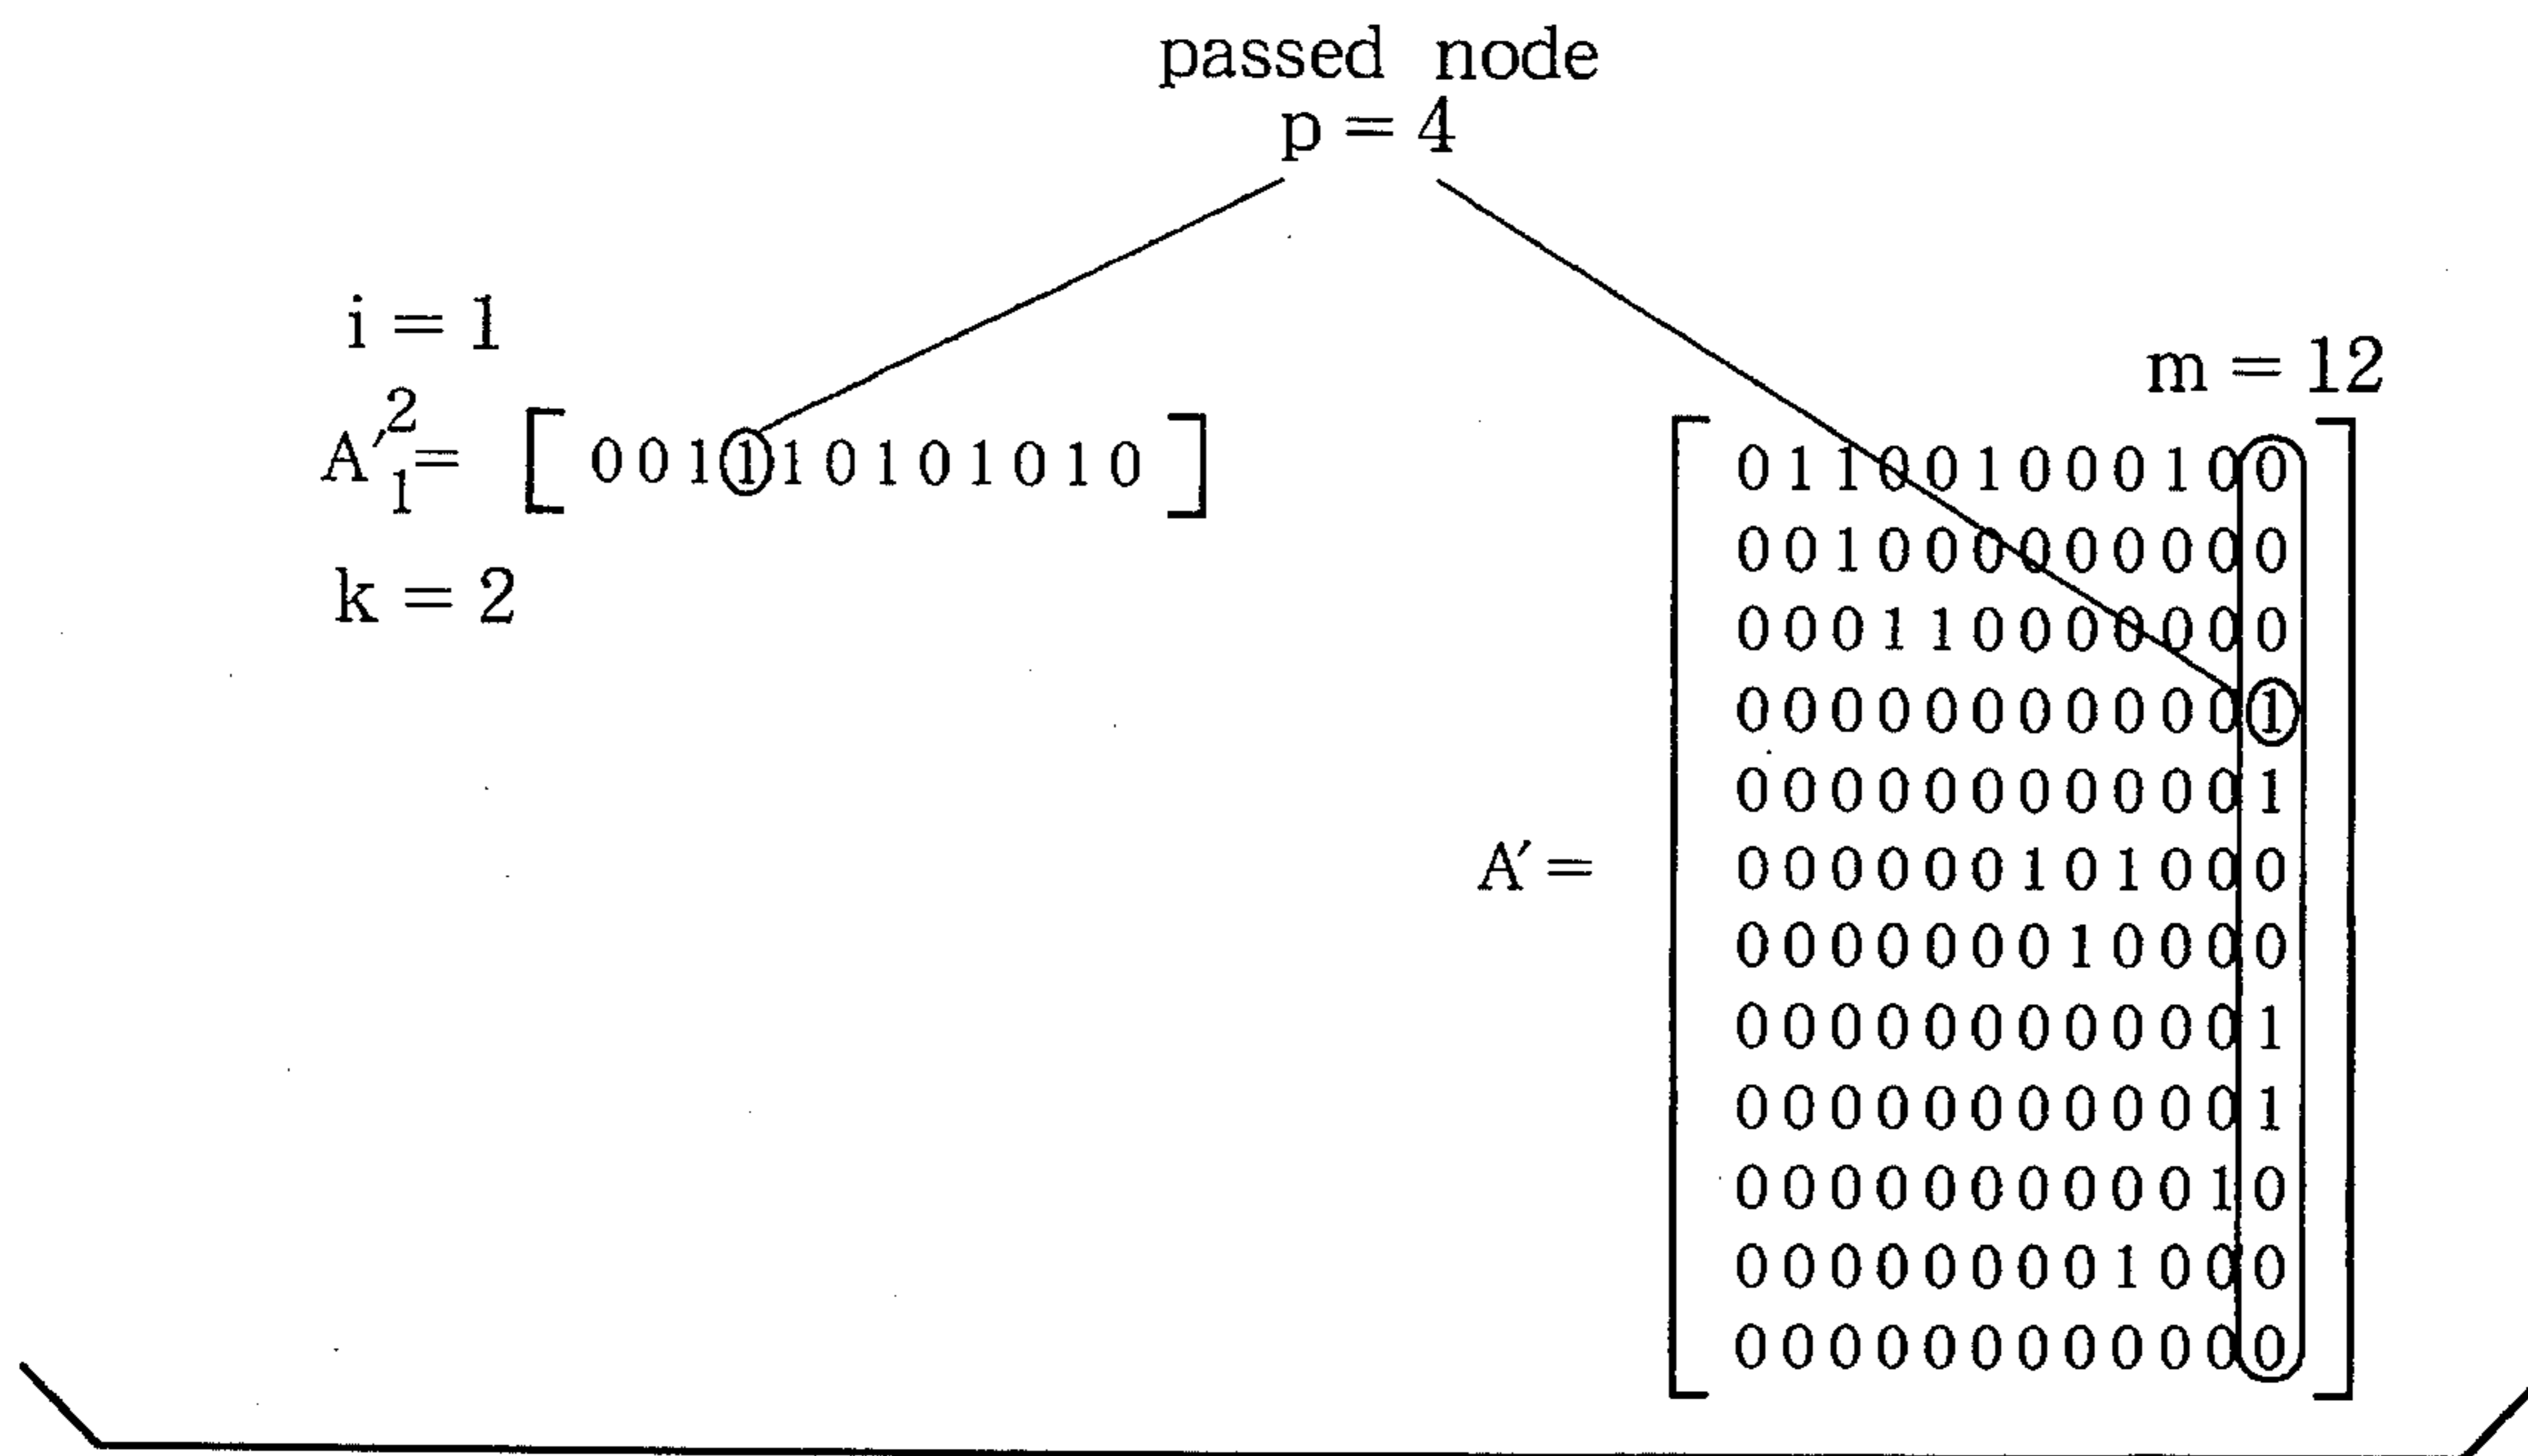 passed node
p = 4
i = 1
A'²₁ = [ 0 0 1 1 1 0 1 0 1 0 1 0 ]
k = 2
m = 12
0 1 1 0 0 1 0 0 0 1 0 0
0 0 1 0 0 0 0 0 0 0 0 0
0 0 0 1 1 0 0 0 0 0 0 0
0 0 0 0 0 0 0 0 0 0 0 1
0 0 0 0 0 0 0 0 0 0 0 1
A' =
0 0 0 0 0 0 1 0 1 0 0 0
0 0 0 0 0 0 0 1 0 0 0 0
0 0 0 0 0 0 0 0 0 0 0 1
0 0 0 0 0 0 0 0 0 0 0 1
0 0 0 0 0 0 0 0 0 0 1 0
0 0 0 0 0 0 0 0 1 0 0 0
0 0 0 0 0 0 0 0 0 0 0 0